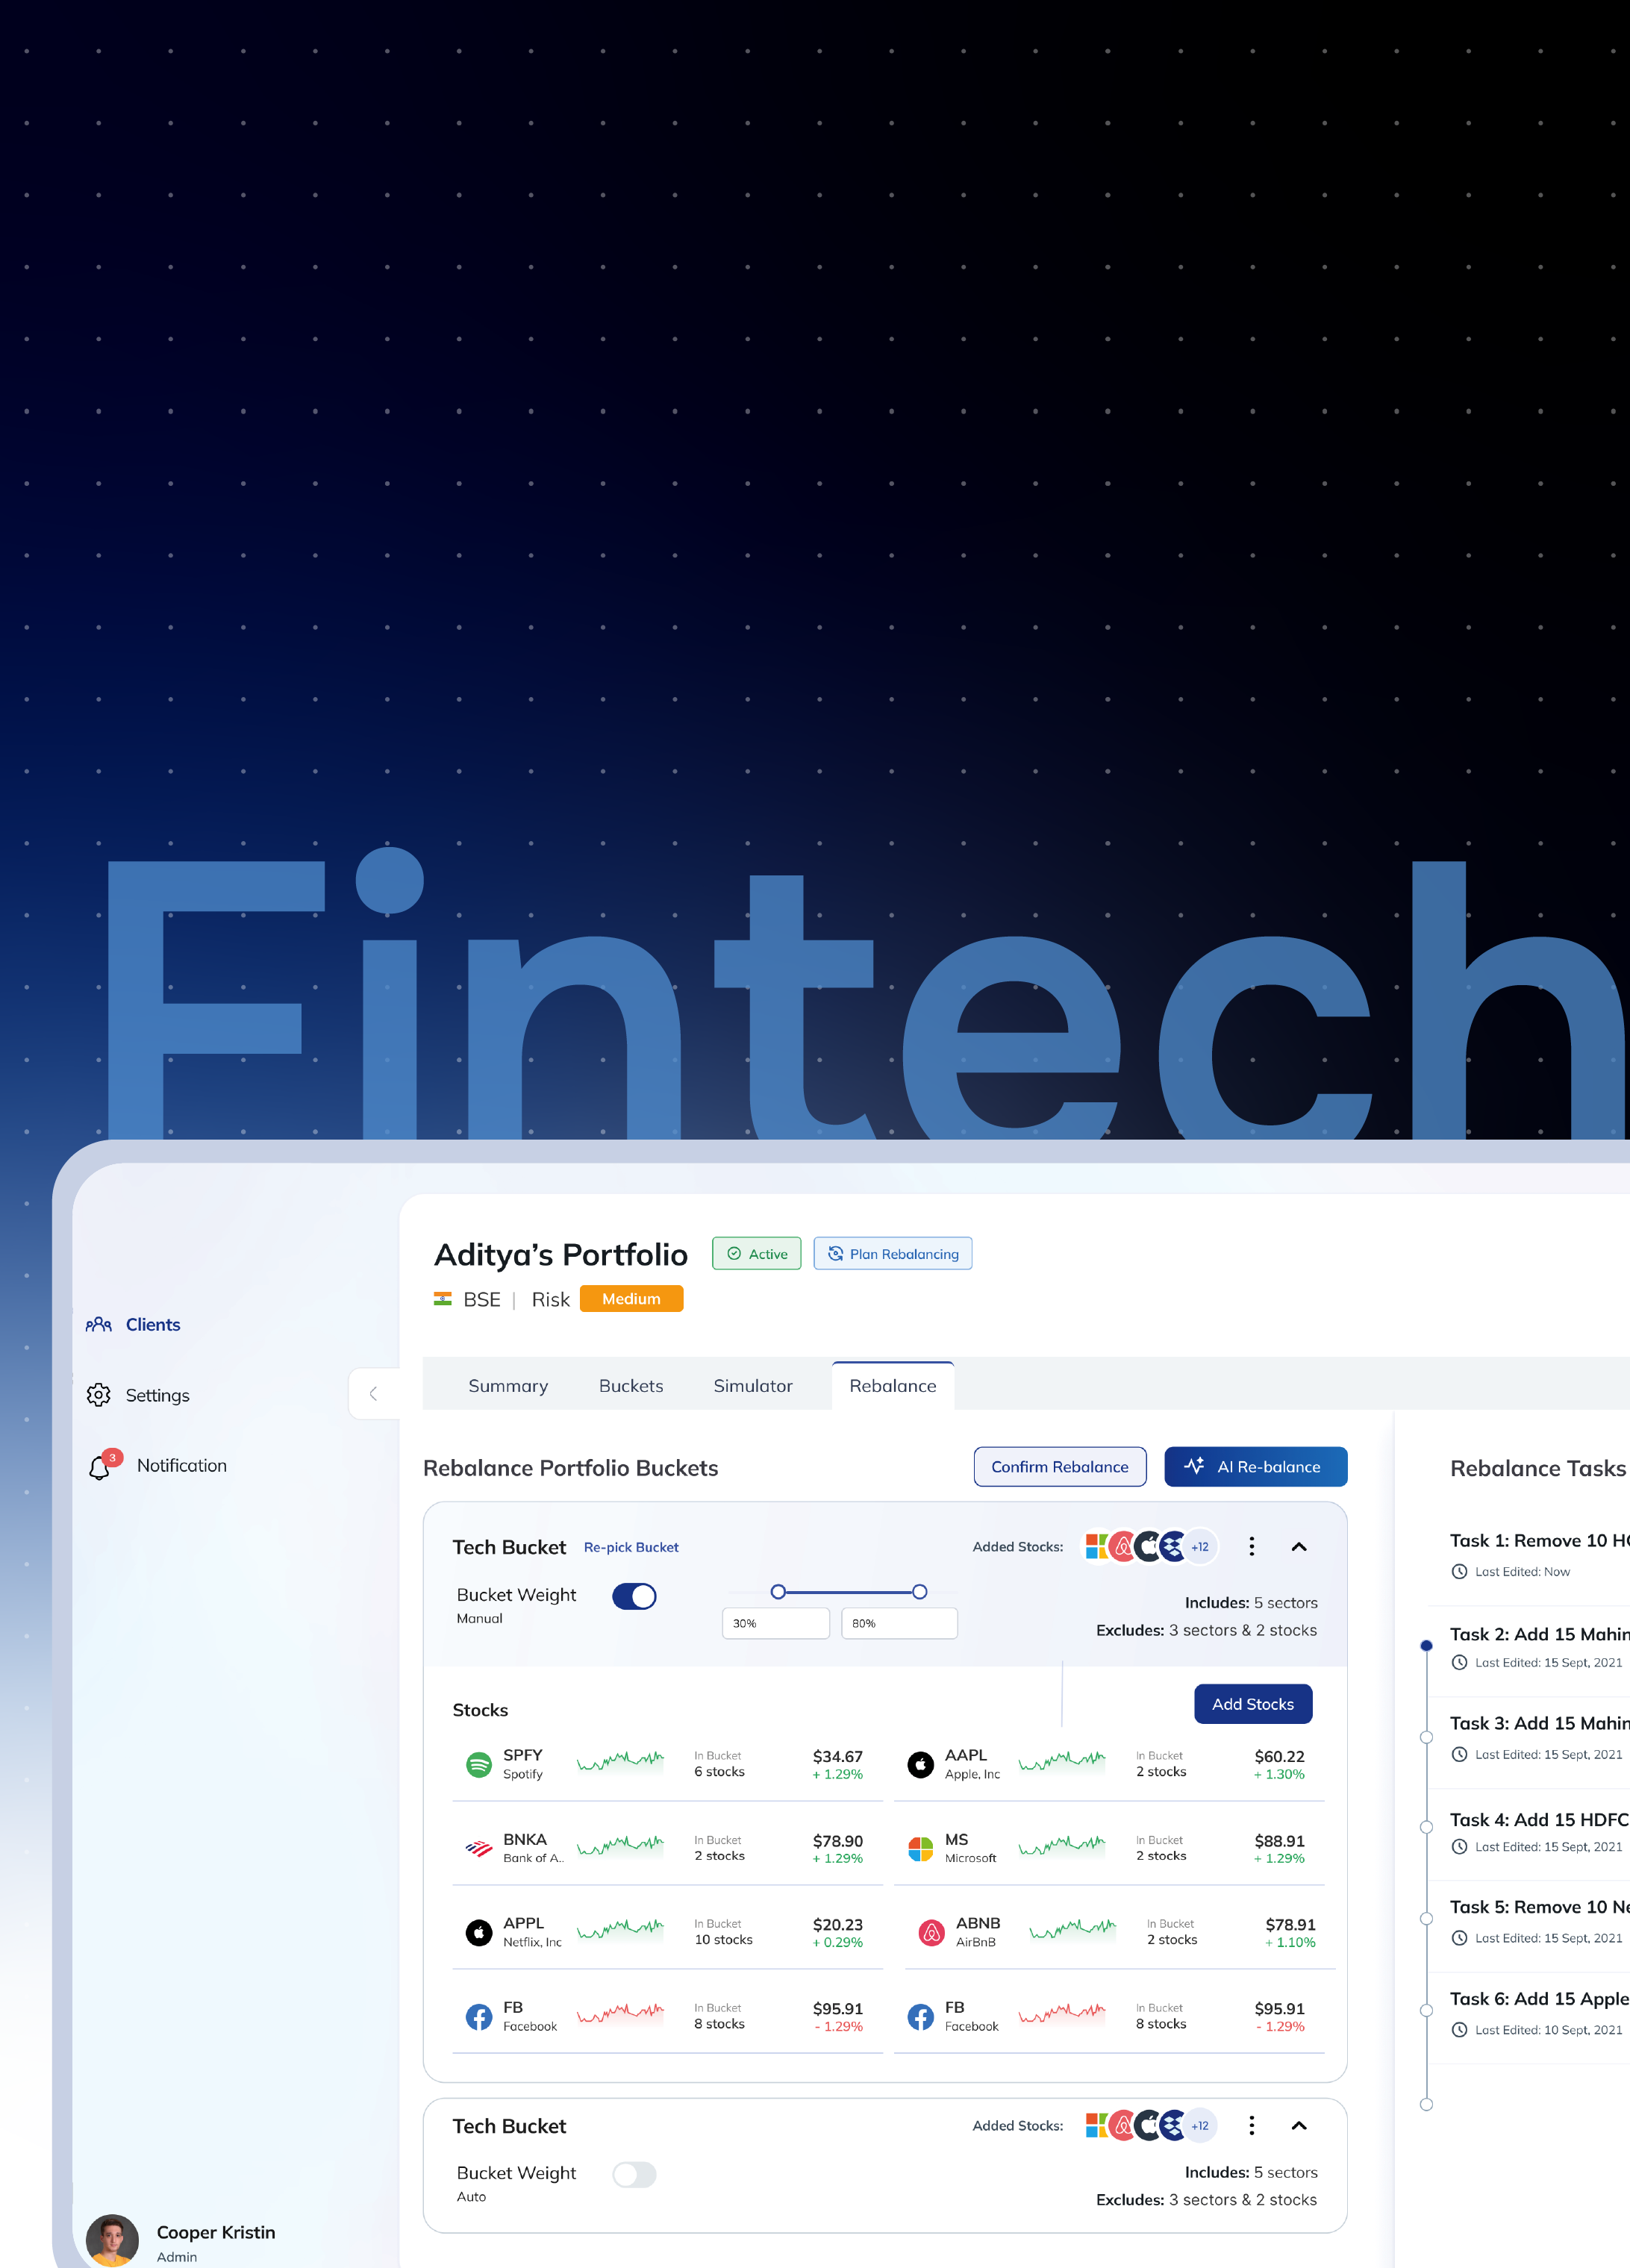 Fintech
Aditya’s Portfolio
Active
Plan Rebalancing
BSE | Risk Medium
Clients
Settings
3
Notification
Summary
Buckets
Simulator
Rebalance
Rebalance Portfolio Buckets
Confirm Rebalance
AI Re-balance
Tech Bucket
Re-pick Bucket
Added Stocks:
+12
Bucket Weight
Manual
30%
80%
Includes: 5 sectors
Excludes: 3 sectors & 2 stocks
Stocks
Add Stocks
SPFY
Spotify
In Bucket
6 stocks
$34.67
+ 1.29%
AAPL
Apple, Inc
In Bucket
2 stocks
$60.22
+ 1.30%
BNKA
Bank of A..
In Bucket
2 stocks
$78.90
+ 1.29%
MS
Microsoft
In Bucket
2 stocks
$88.91
+ 1.29%
APPL
Netflix, Inc
In Bucket
10 stocks
$20.23
+ 0.29%
ABNB
AirBnB
In Bucket
2 stocks
$78.91
+ 1.10%
FB
Facebook
In Bucket
8 stocks
$95.91
- 1.29%
FB
Facebook
In Bucket
8 stocks
$95.91
- 1.29%
Tech Bucket
Added Stocks:
+12
Bucket Weight
Auto
Includes: 5 sectors
Excludes: 3 sectors & 2 stocks
Rebalance Tasks
Task 1: Remove 10
Last Edited: Now
Task 2: Add 15
Last Edited: 15 Sept, 2021
Task 3: Add 15
Last Edited: 15 Sept, 2021
Task 4: Add 15 HDFC
Last Edited: 15 Sept, 2021
Task 5: Remove 10
Last Edited: 15 Sept, 2021
Task 6: Add 15 Apple
Last Edited: 10 Sept, 2021
Cooper Kristin
Admin